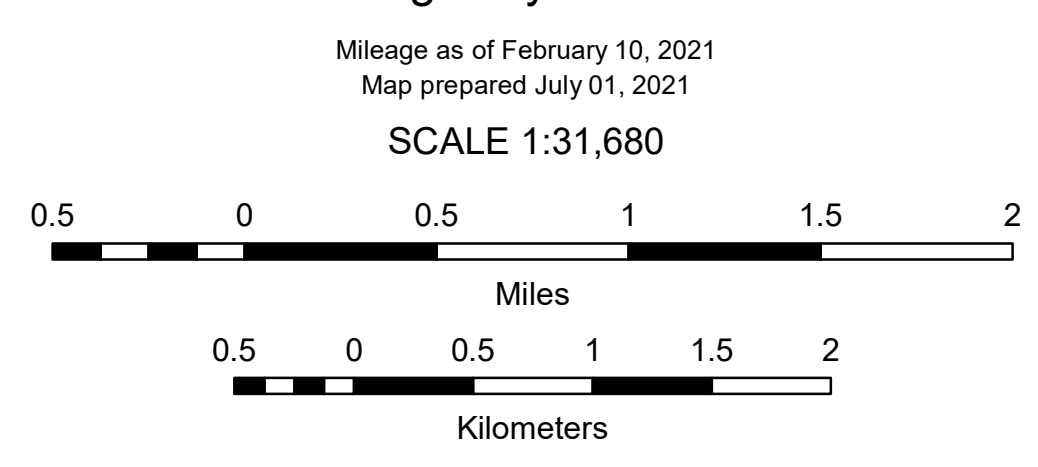 Mileage as of February 10, 2021
Map prepared July 01, 2021
SCALE 1:31,680
0.5 0 0.5 1 1.5 2
Miles
0.5 0 0.5 1 1.5 2
Kilometers